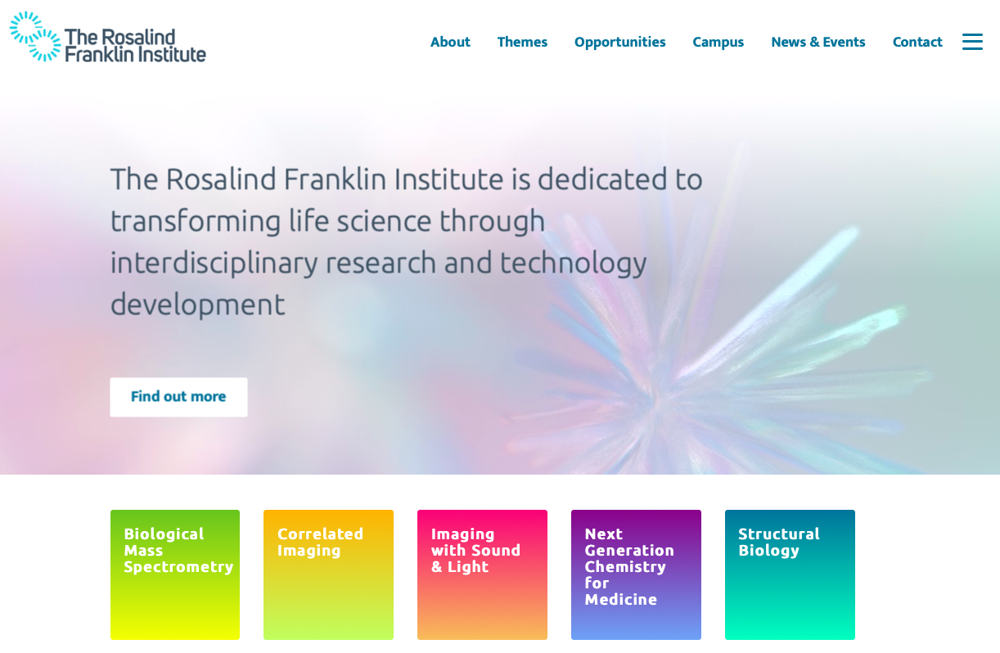 The Rosalind
Franklin Institute
About
Themes
Opportunities
Campus
News & Events
Contact
The Rosalind Franklin Institute is dedicated to
transforming life science through
interdisciplinary research and technology
development
Find out more
Biological
Mass
Spectrometry
Correlated
Imaging
Imaging
with Sound
& Light
Next
Generation
Chemistry
for
Medicine
Structural
Biology